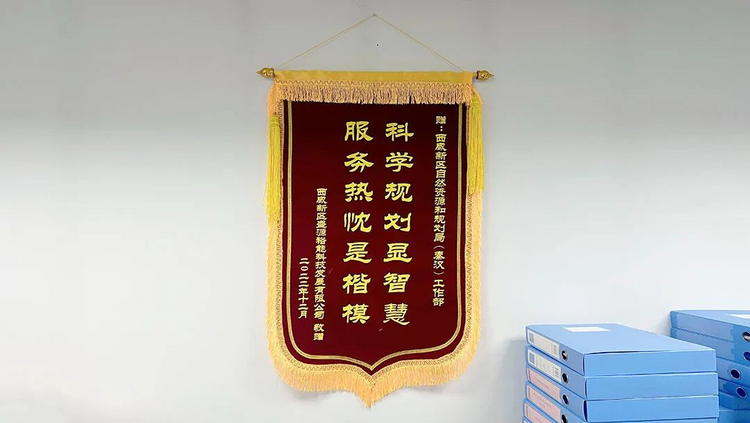 赠：西咸新区自然资源和规划局（秦汉）工作部
科学规划显智慧
服务热忱是楷模
西咸新区盛源裕能科技发展有限公司 敬赠
二〇二二年十二月